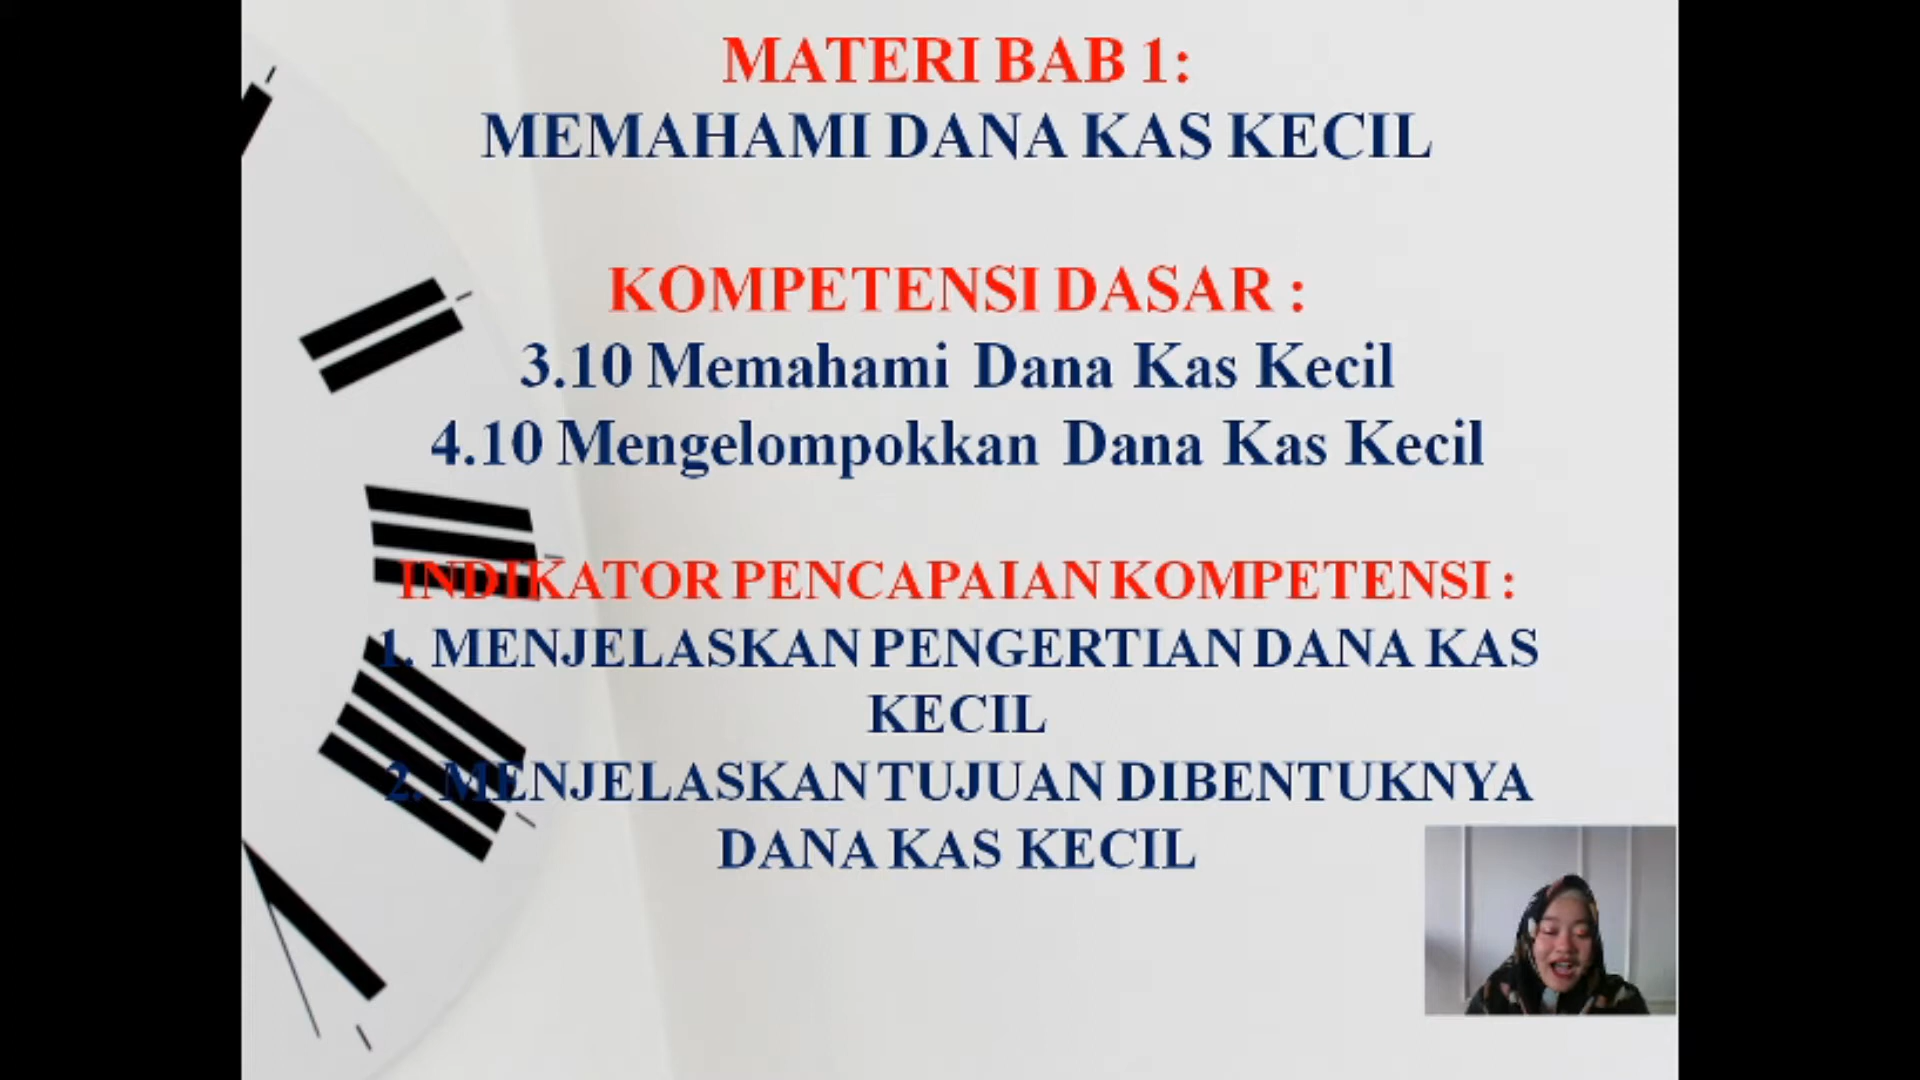 MATERI BAB 1:
MEMAHAMI DANA KAS KECIL
KOMPETENSI DASAR :
3.10 Memahami Dana Kas Kecil
4.10 Mengelompokkan Dana Kas Kecil
INDIKATOR PENCAPAIAN KOMPETENSI :
1. MENJELASKAN PENGERTIAN DANA KAS
KECIL
2. MENJELASKAN TUJUAN DIBENTUKNYA
DANA KAS KECIL